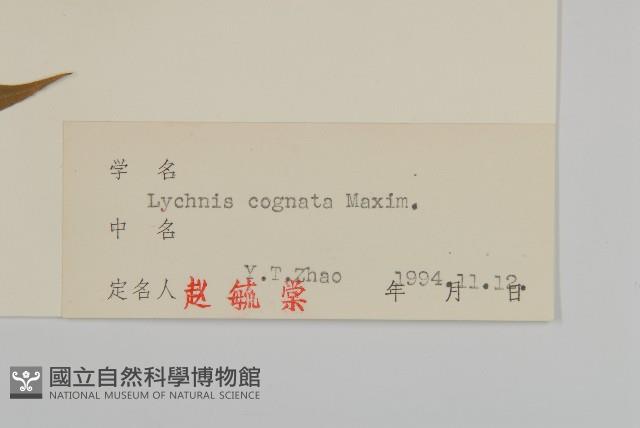 学 名
Lychnis cognata Maxim.
中 名
Y.T.Zhao 1994.11.12.
定名人 赵毓棠 年 月 日
國立自然科學博物館
NATIONAL MUSEUM OF NATURAL SCIENCE